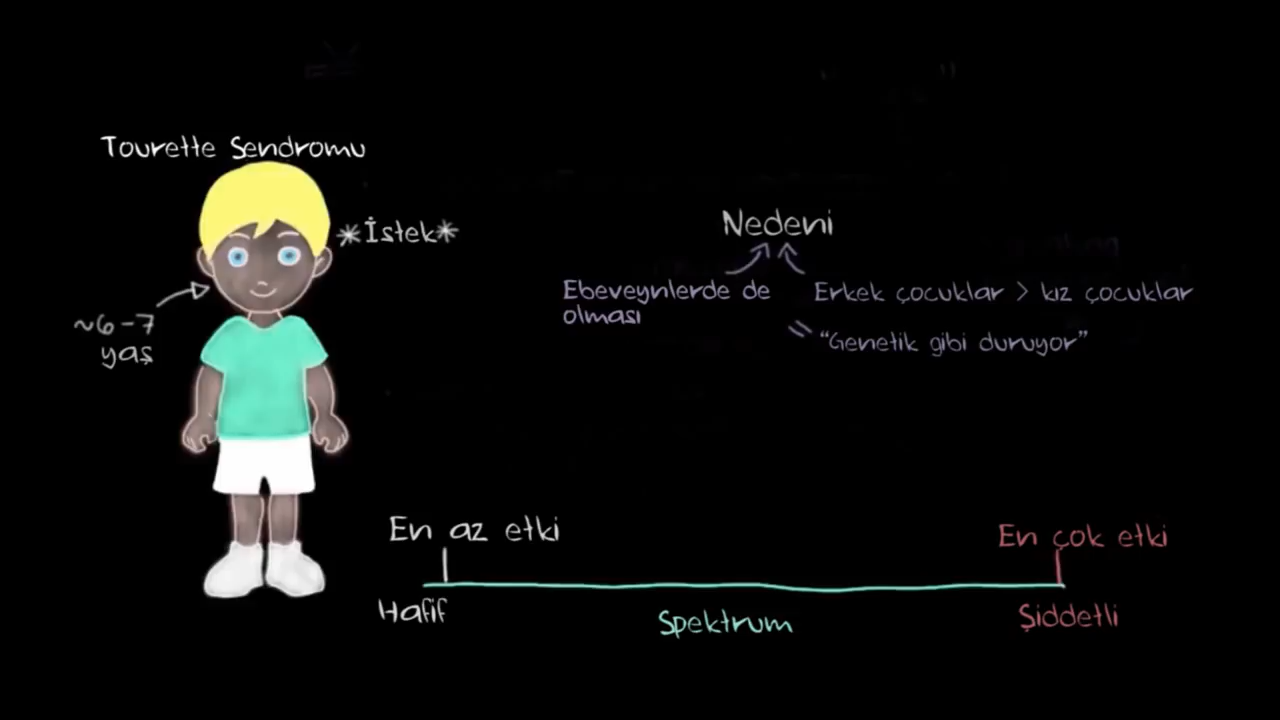 Tourette Sendromu
*İstek*
~6-7
yaş
Nedeni
Ebeveynlerde de
olması
Erkek çocuklar > kız çocuklar
= "Genetik gibi duruyor"
En az etki
En çok etki
Hafif
Spektrum
Şiddetli